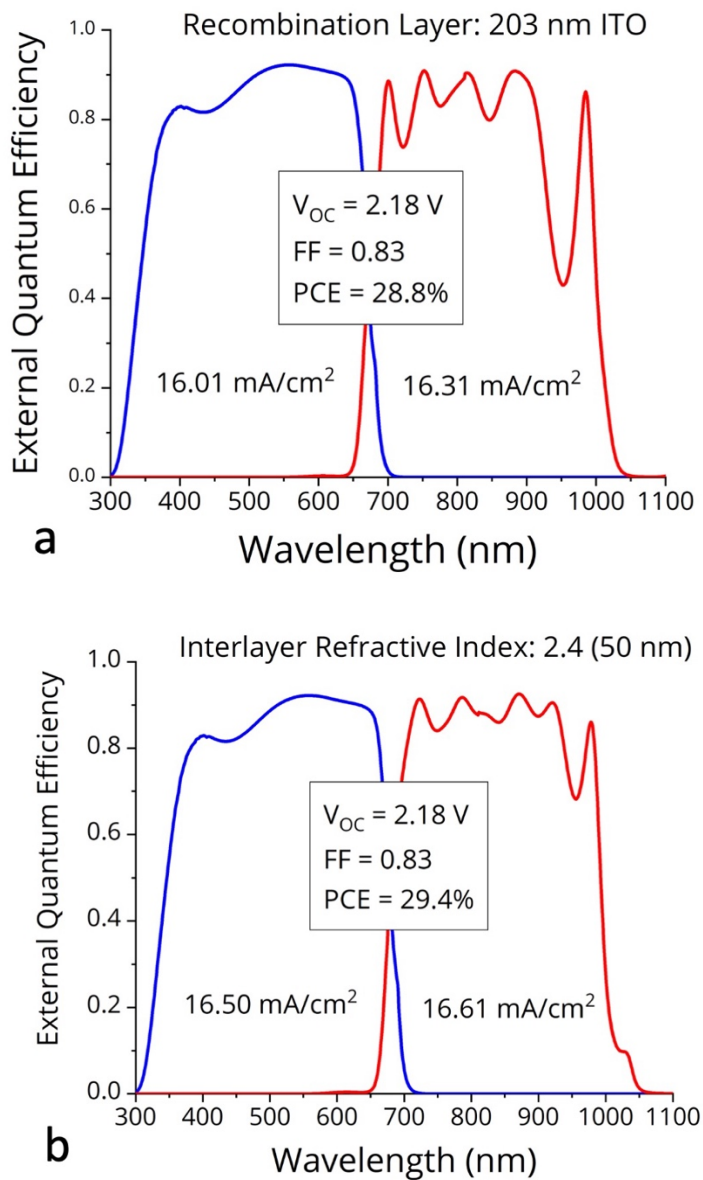 Recombination Layer: 203 nm ITO
External Quantum Efficiency
1.0
0.8
0.6
0.4
0.2
0.0
V_OC = 2.18 V
FF = 0.83
PCE = 28.8%
16.01 mA/cm² 16.31 mA/cm²
300 400 500 600 700 800 900 1000 1100
a
Wavelength (nm)
Interlayer Refractive Index: 2.4 (50 nm)
External Quantum Efficiency
1.0
0.8
0.6
0.4
0.2
0.0
V_OC = 2.18 V
FF = 0.83
PCE = 29.4%
16.50 mA/cm² 16.61 mA/cm²
300 400 500 600 700 800 900 1000 1100
b
Wavelength (nm)